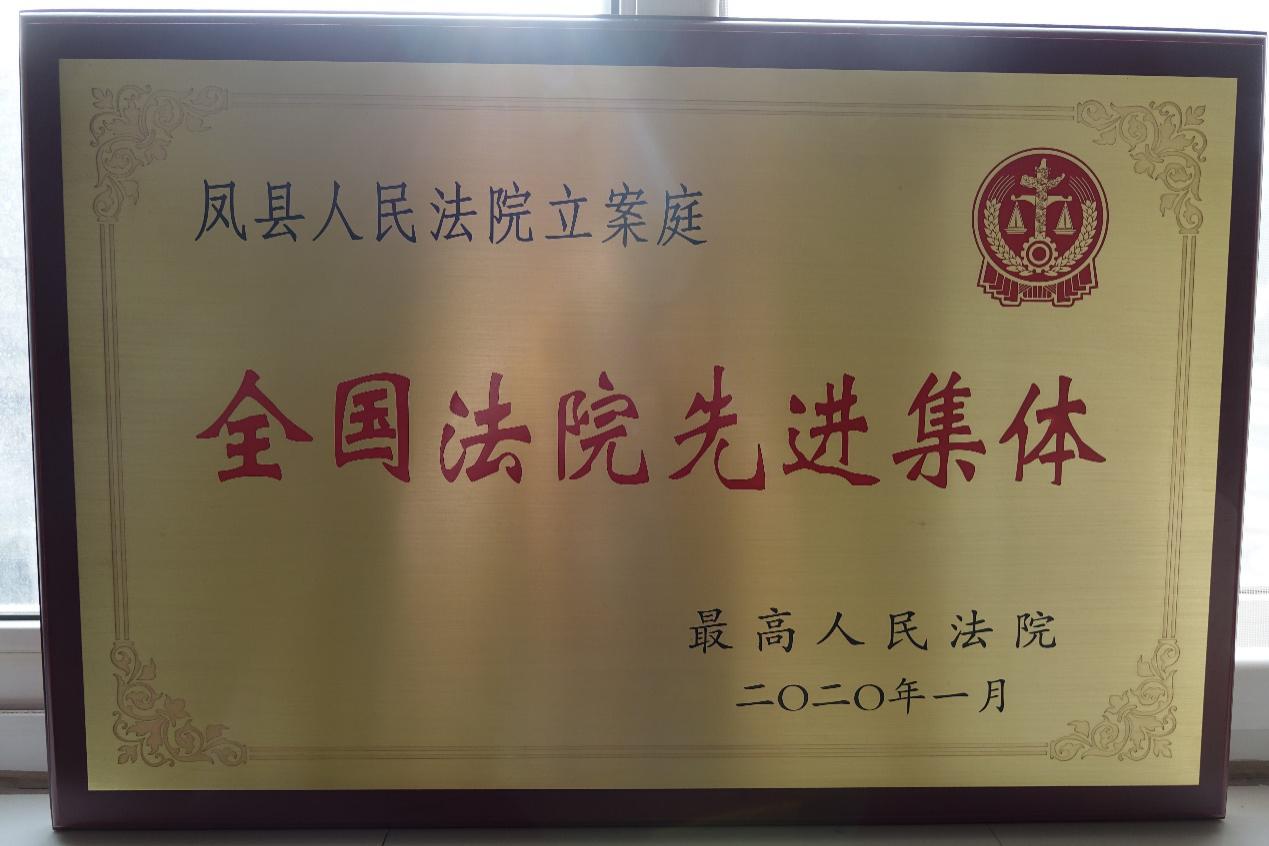 凤县人民法院立案庭
全国法院先进集体
最高人民法院
二〇二〇年一月